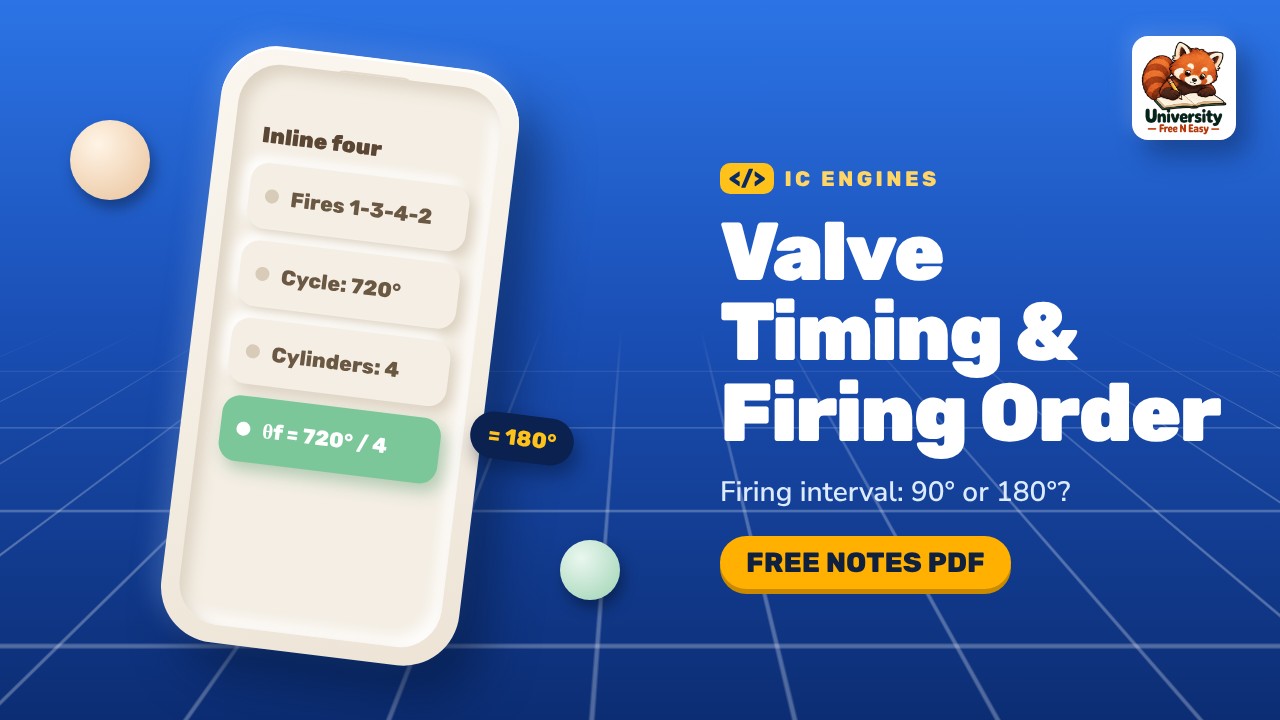 Inline four
Fires 1-3-4-2
Cycle: 720°
Cylinders: 4
θf = 720° / 4
= 180°
University
Free N Easy
</> IC ENGINES
Valve
Timing &
Firing Order
Firing interval: 90° or 180°?
FREE NOTES PDF